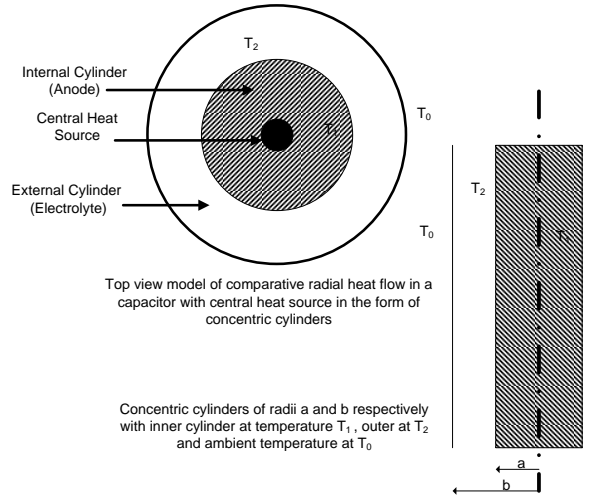 T2
Internal Cylinder
(Anode)
Central Heat
Source
T1
T0
External Cylinder
(Electrolyte)
T0
Top view model of comparative radial heat flow in a
capacitor with central heat source in the form of
concentric cylinders
T2
T1
Concentric cylinders of radii a and b respectively
with inner cylinder at temperature T1 , outer at T2
and ambient temperature at T0
a
b